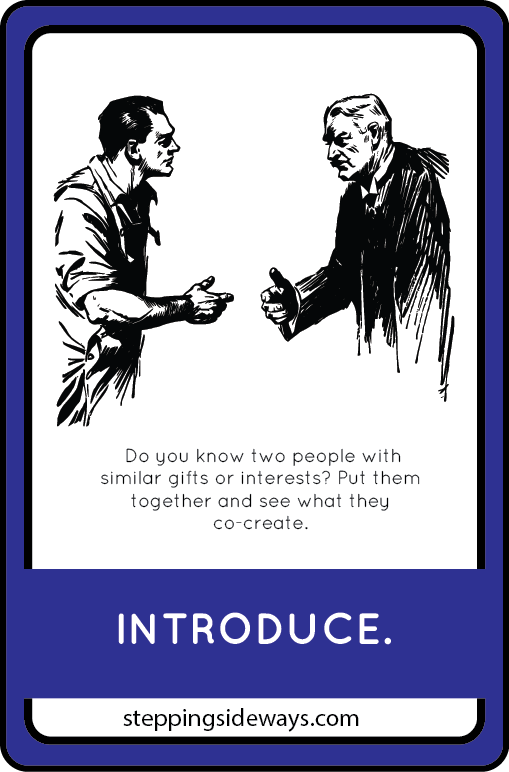 Do you know two people with
similar gifts or interests? Put them
together and see what they
co-create.
INTRODUCE.
steppingsideways.com